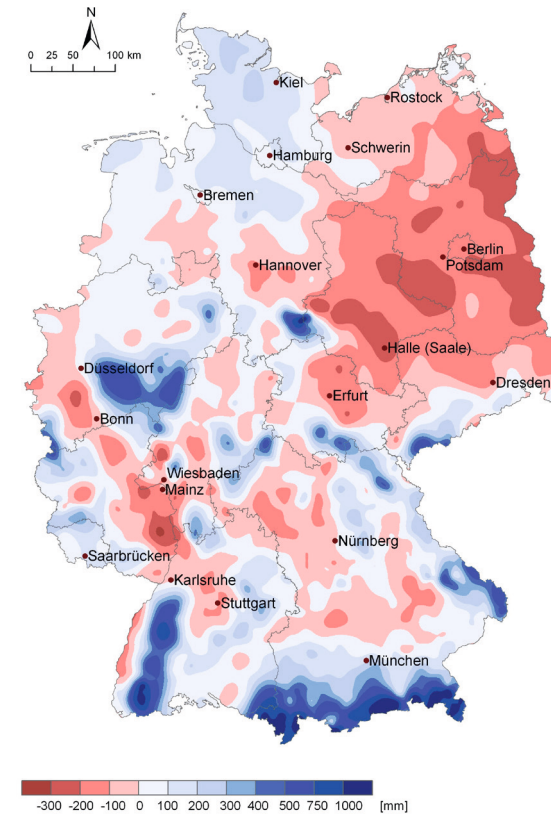 N
0 25 50 100 km
Kiel
Rostock
Hamburg
Schwerin
Bremen
Berlin
Hannover
Potsdam
Halle (Saale)
Düsseldorf
Dresden
Erfurt
Bonn
Wiesbaden
Mainz
Nürnberg
Saarbrücken
Karlsruhe
Stuttgart
München
-300 -200 -100 0 100 200 300 400 500 750 1000 [mm]